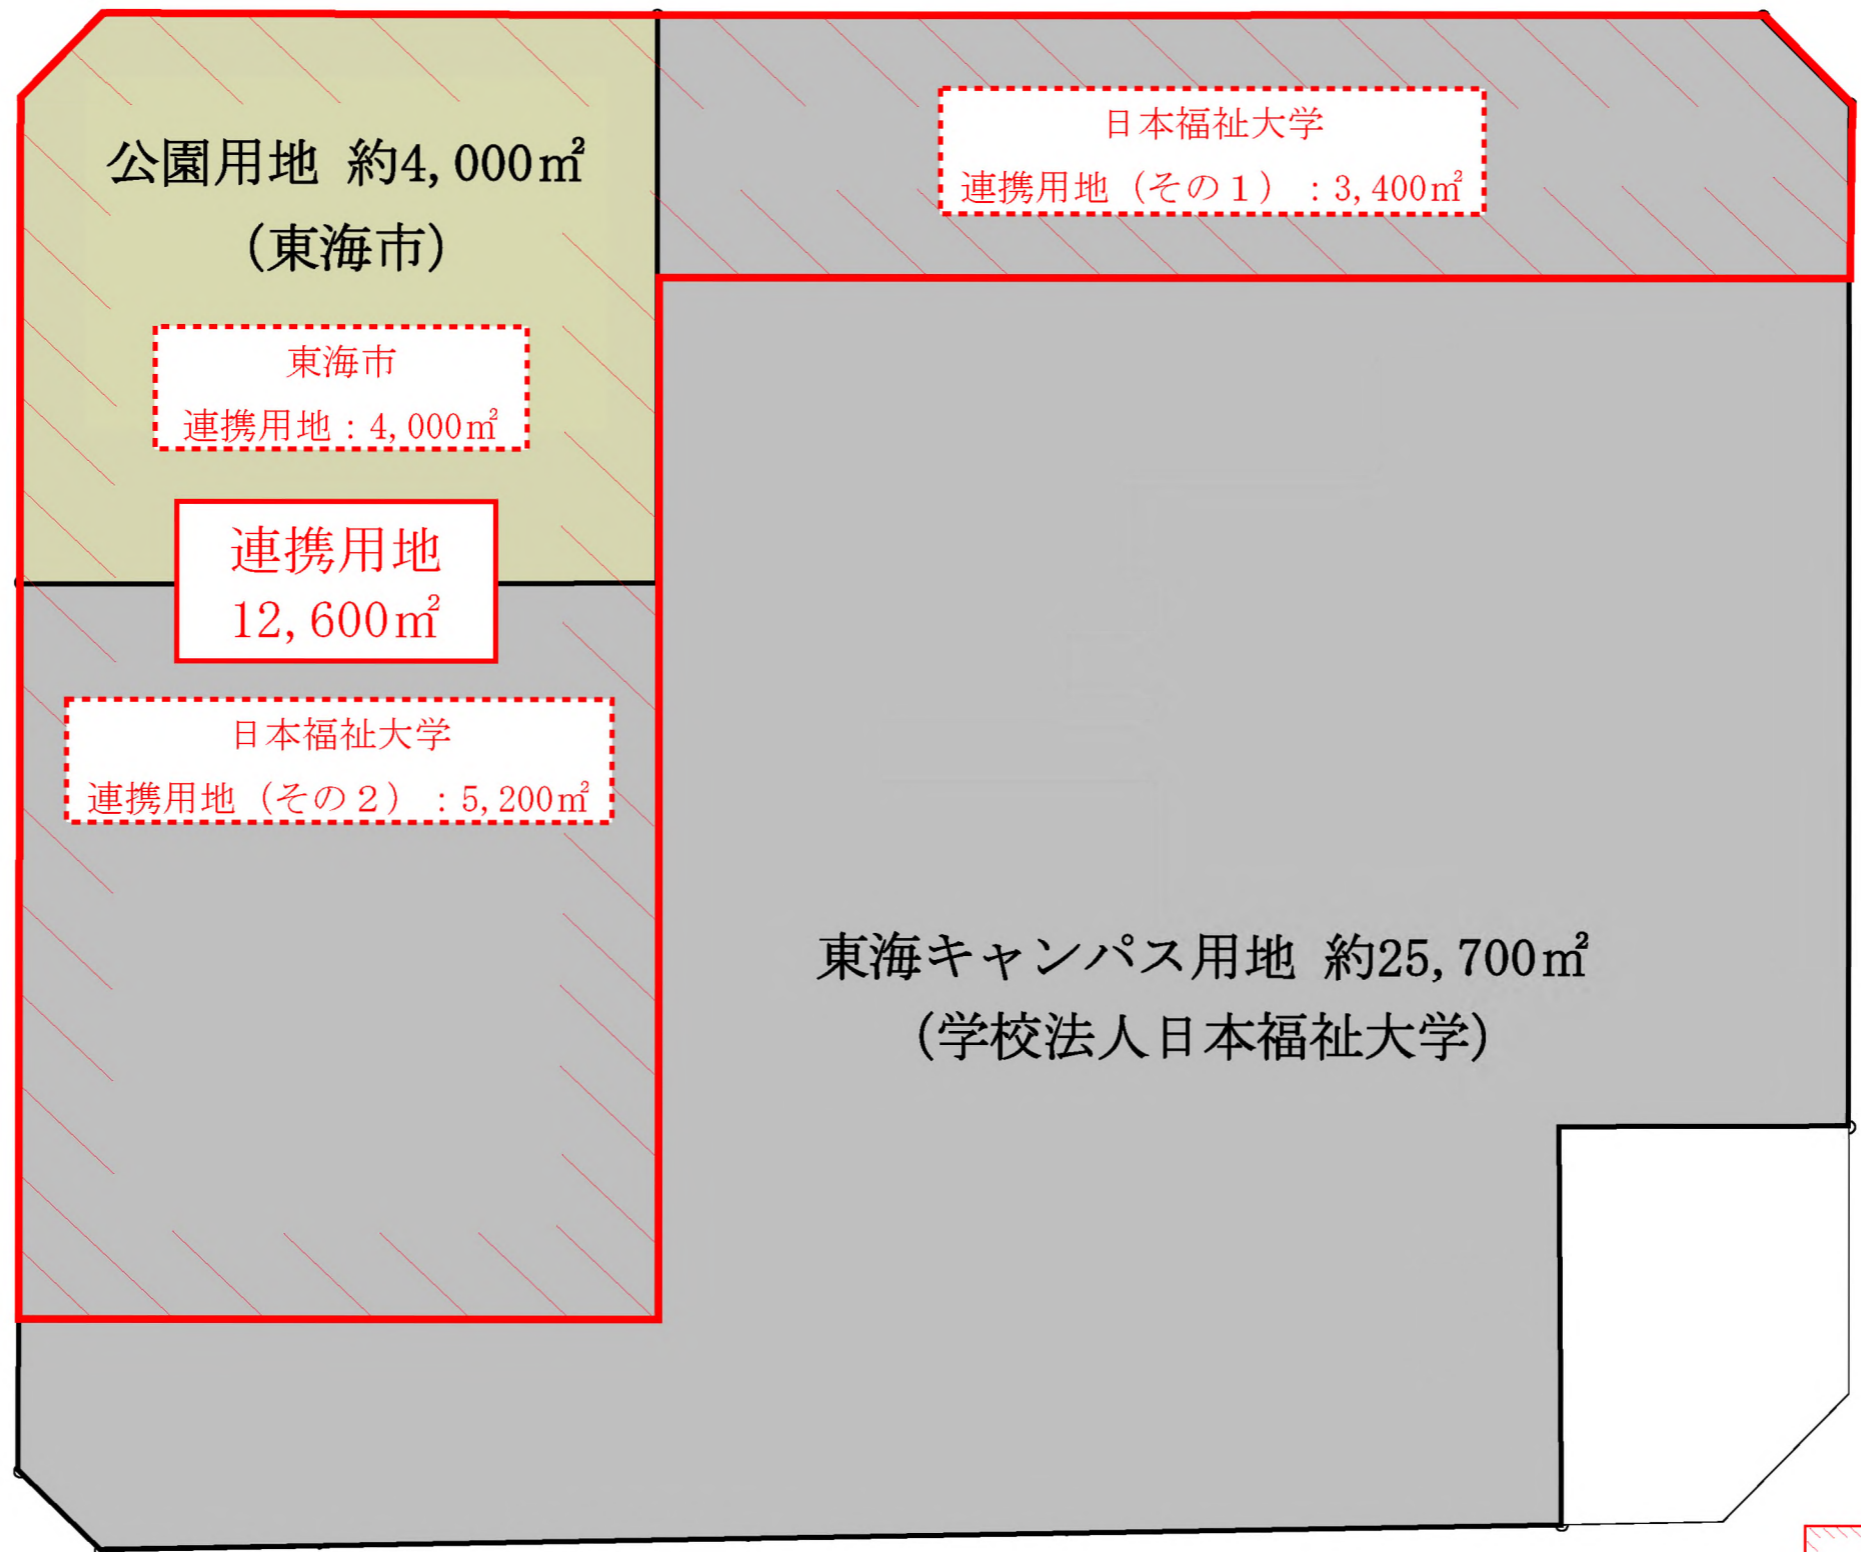 公園用地 約4,000㎡
(東海市)
東海市
連携用地：4,000㎡
連携用地
12,600㎡
日本福祉大学
連携用地（その２）：5,200㎡
日本福祉大学
連携用地（その１）：3,400㎡
東海キャンパス用地 約25,700㎡
(学校法人日本福祉大学)